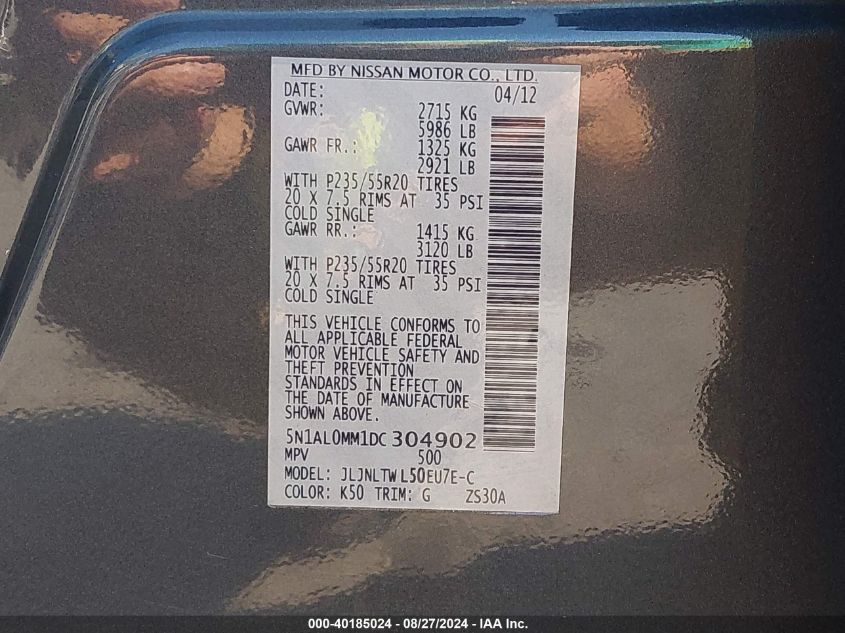 MFD BY NISSAN MOTOR CO., LTD.
DATE: 04/12
GVWR: 2715 KG
5986 LB
GAWR FR.: 1325 KG
2921 LB
WITH P235/55R20 TIRES
20 X 7.5 RIMS AT 35 PSI
COLD SINGLE
GAWR RR.: 1415 KG
3120 LB
WITH P235/55R20 TIRES
20 X 7.5 RIMS AT 35 PSI
COLD SINGLE
THIS VEHICLE CONFORMS TO
ALL APPLICABLE FEDERAL
MOTOR VEHICLE SAFETY AND
THEFT PREVENTION
STANDARDS IN EFFECT ON
THE DATE OF MANUFACTURE
SHOWN ABOVE.
5N1AL0MM1DC304902
MPV 500
MODEL: JLJNLTWL50EU7E-C
COLOR: K50 TRIM: G ZS30A
000-40185024 - 08/27/2024 - IAA Inc.